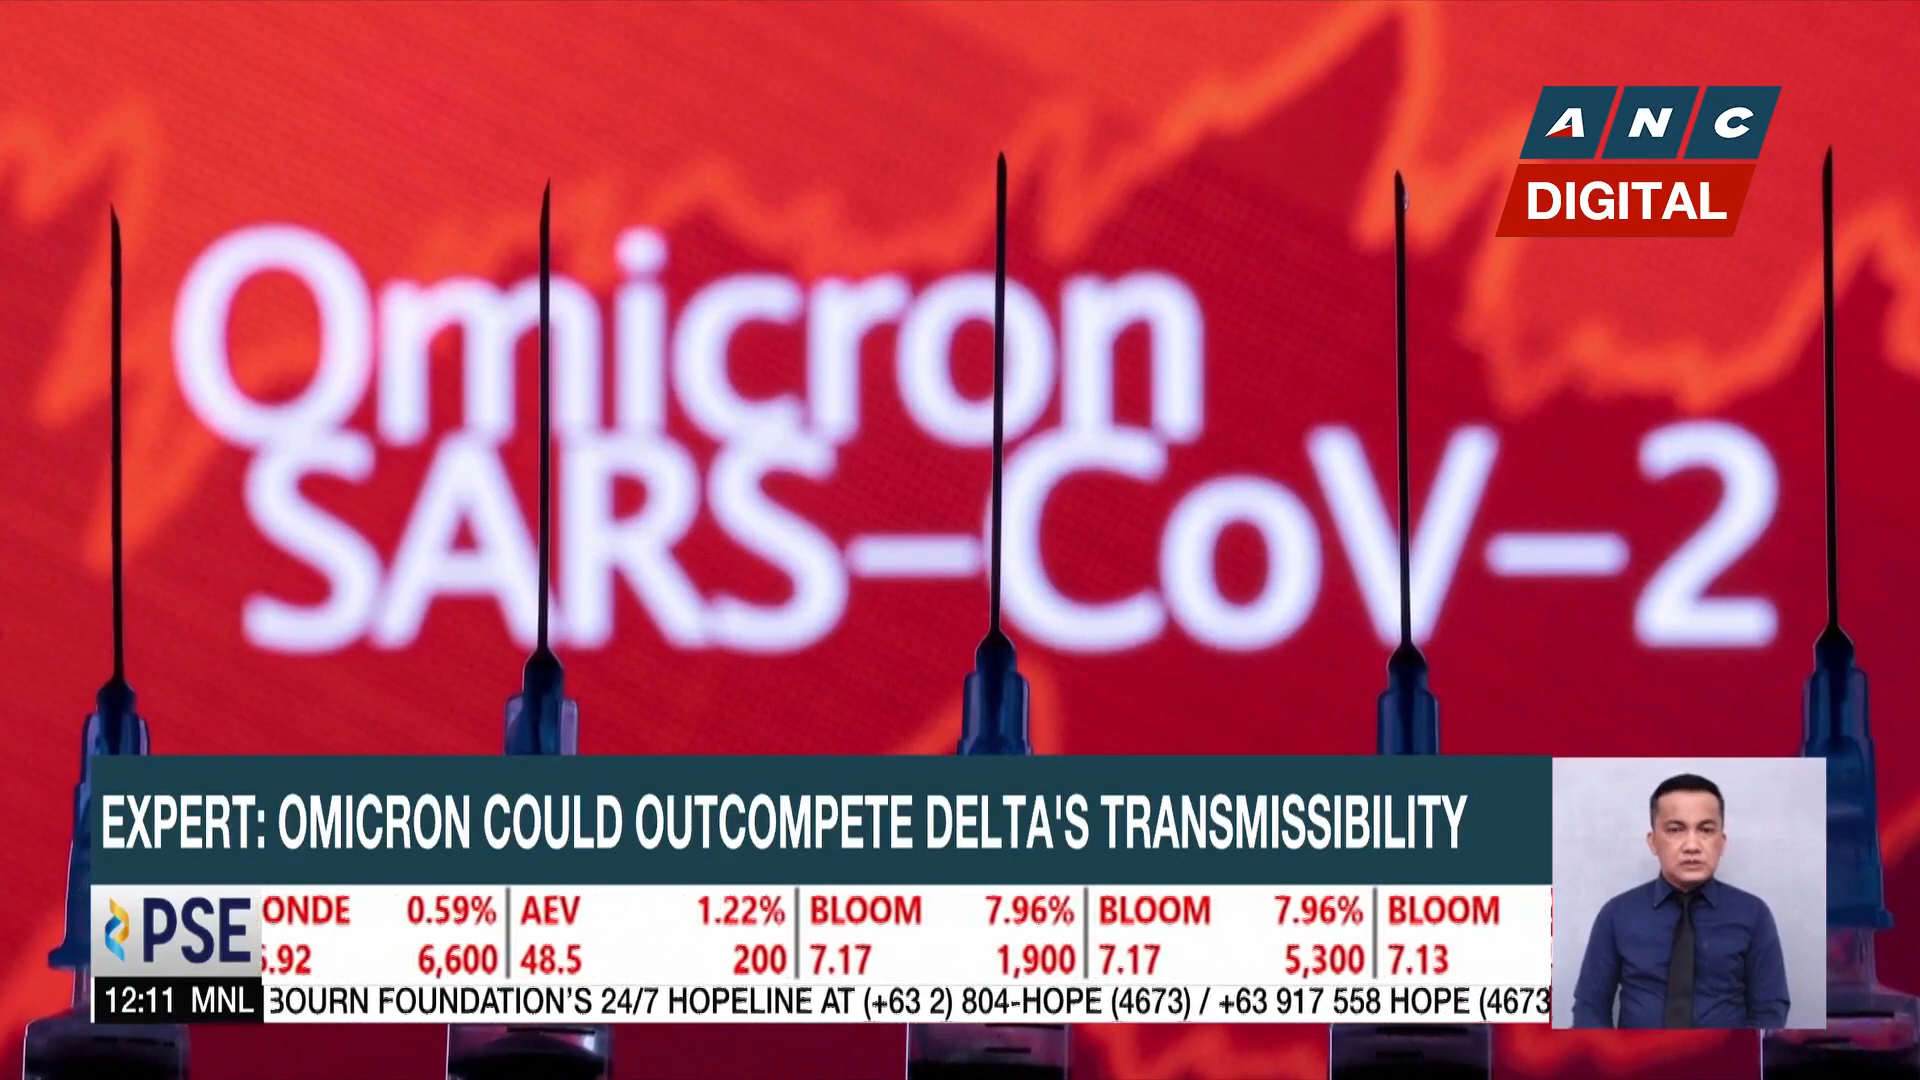 ANC
DIGITAL
Omicron
SARS-CoV-2
EXPERT: OMICRON COULD OUTCOMPETE DELTA'S TRANSMISSIBILITY
PSE
ONDE 0.59% AEV 1.22% BLOOM 7.96% BLOOM 7.96% BLOOM
.92 6,600 48.5 200 7.17 1,900 7.17 5,300 7.13
12:11 MNL BOURN FOUNDATION'S 24/7 HOPELINE AT (+63 2) 804-HOPE (4673) / +63 917 558 HOPE (4673